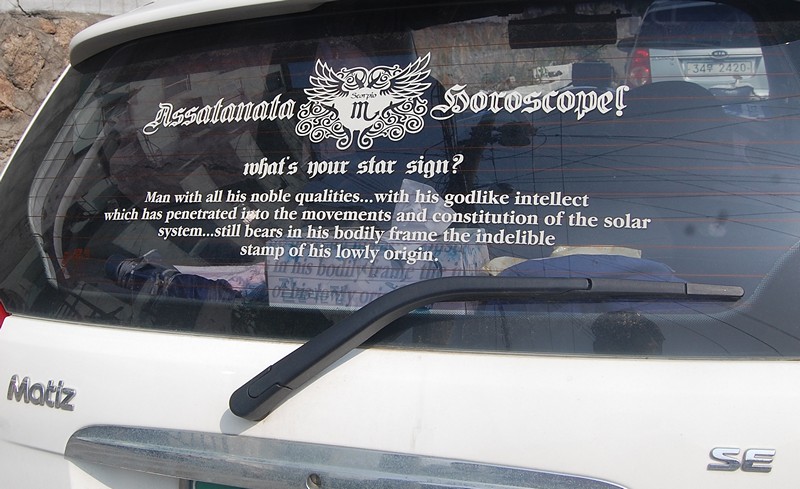 Assatanata Scorpio m Horoscope!
what's your star sign?
Man with all his noble qualities...with his godlike intellect
which has penetrated into the movements and constitution of the solar
system...still bears in his bodily frame the indelible
stamp of his lowly origin.
Matiz
SE